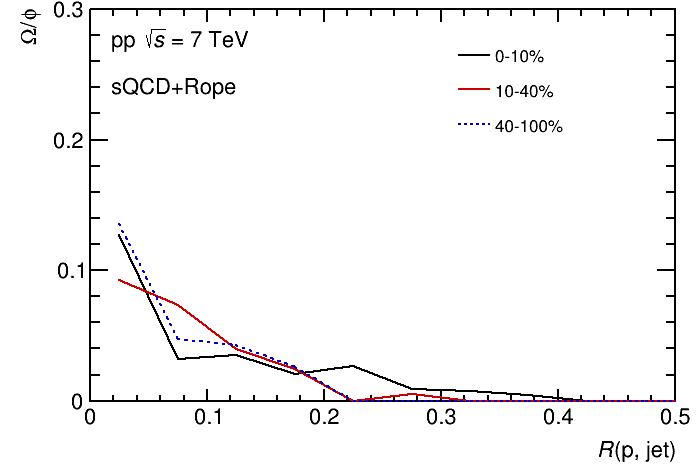 Ω/ϕ
0.3
0.2
0.1
0
pp √s = 7 TeV
sQCD+Rope
0-10%
10-40%
40-100%
0 0.1 0.2 0.3 0.4 0.5
R(p, jet)